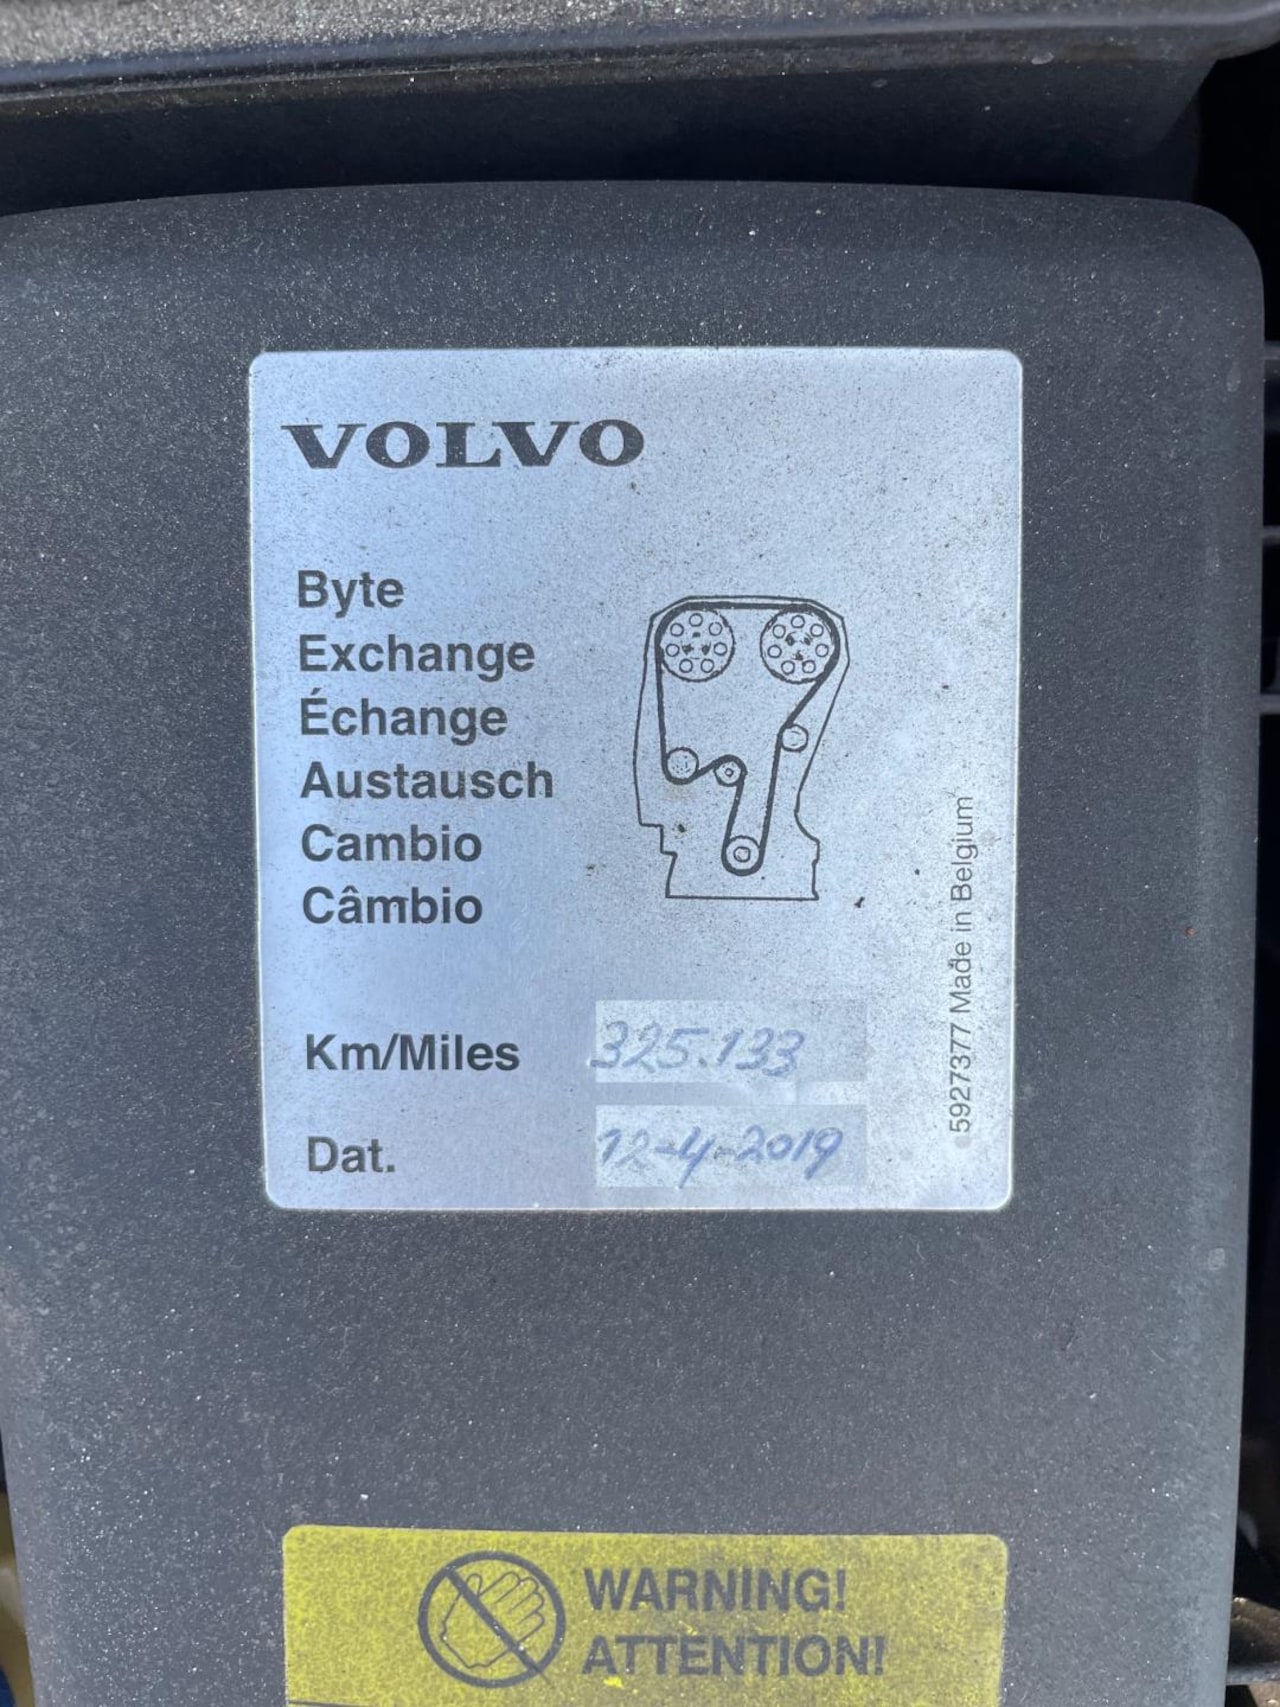 VOLVO
Byte
Exchange
Échange
Austausch
Cambio
Câmbio
Km/Miles 325.133
Dat. 12-4-2019
5927377 Made in Belgium
WARNING!
ATTENTION!